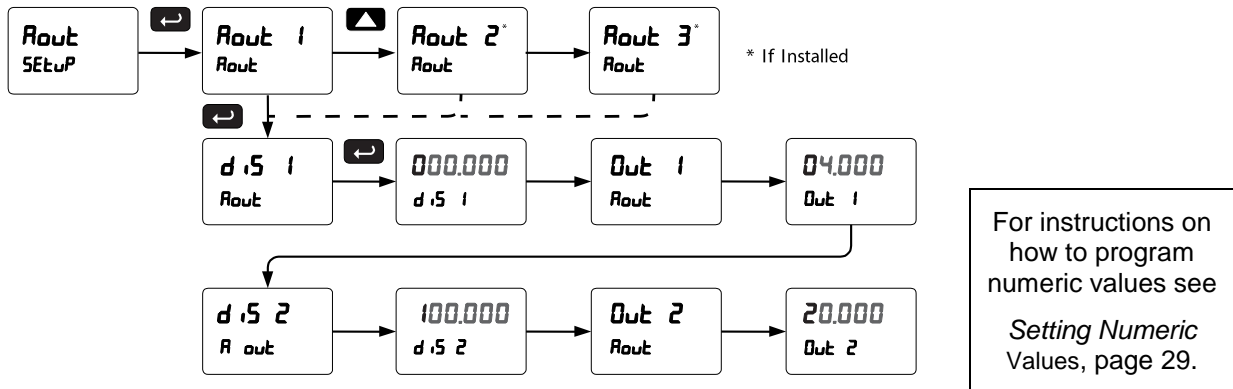 Aout
SEtuP
Aout 1
Aout
Aout 2*
Aout
Aout 3*
Aout
* If Installed
diS 1
Aout
000.000
diS 1
Out 1
Aout
04.000
Out 1
diS 2
A out
100.000
diS 2
Out 2
Aout
20.000
Out 2
For instructions on
how to program
numeric values see
Setting Numeric
Values, page 29.